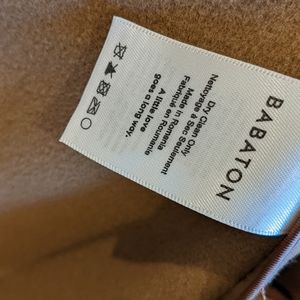 BABATON
Dry Clean Only
Nettoyage à Sec Seulement
Made in Romania
Fabriqué en Roumanie
A little love
goes a long way.